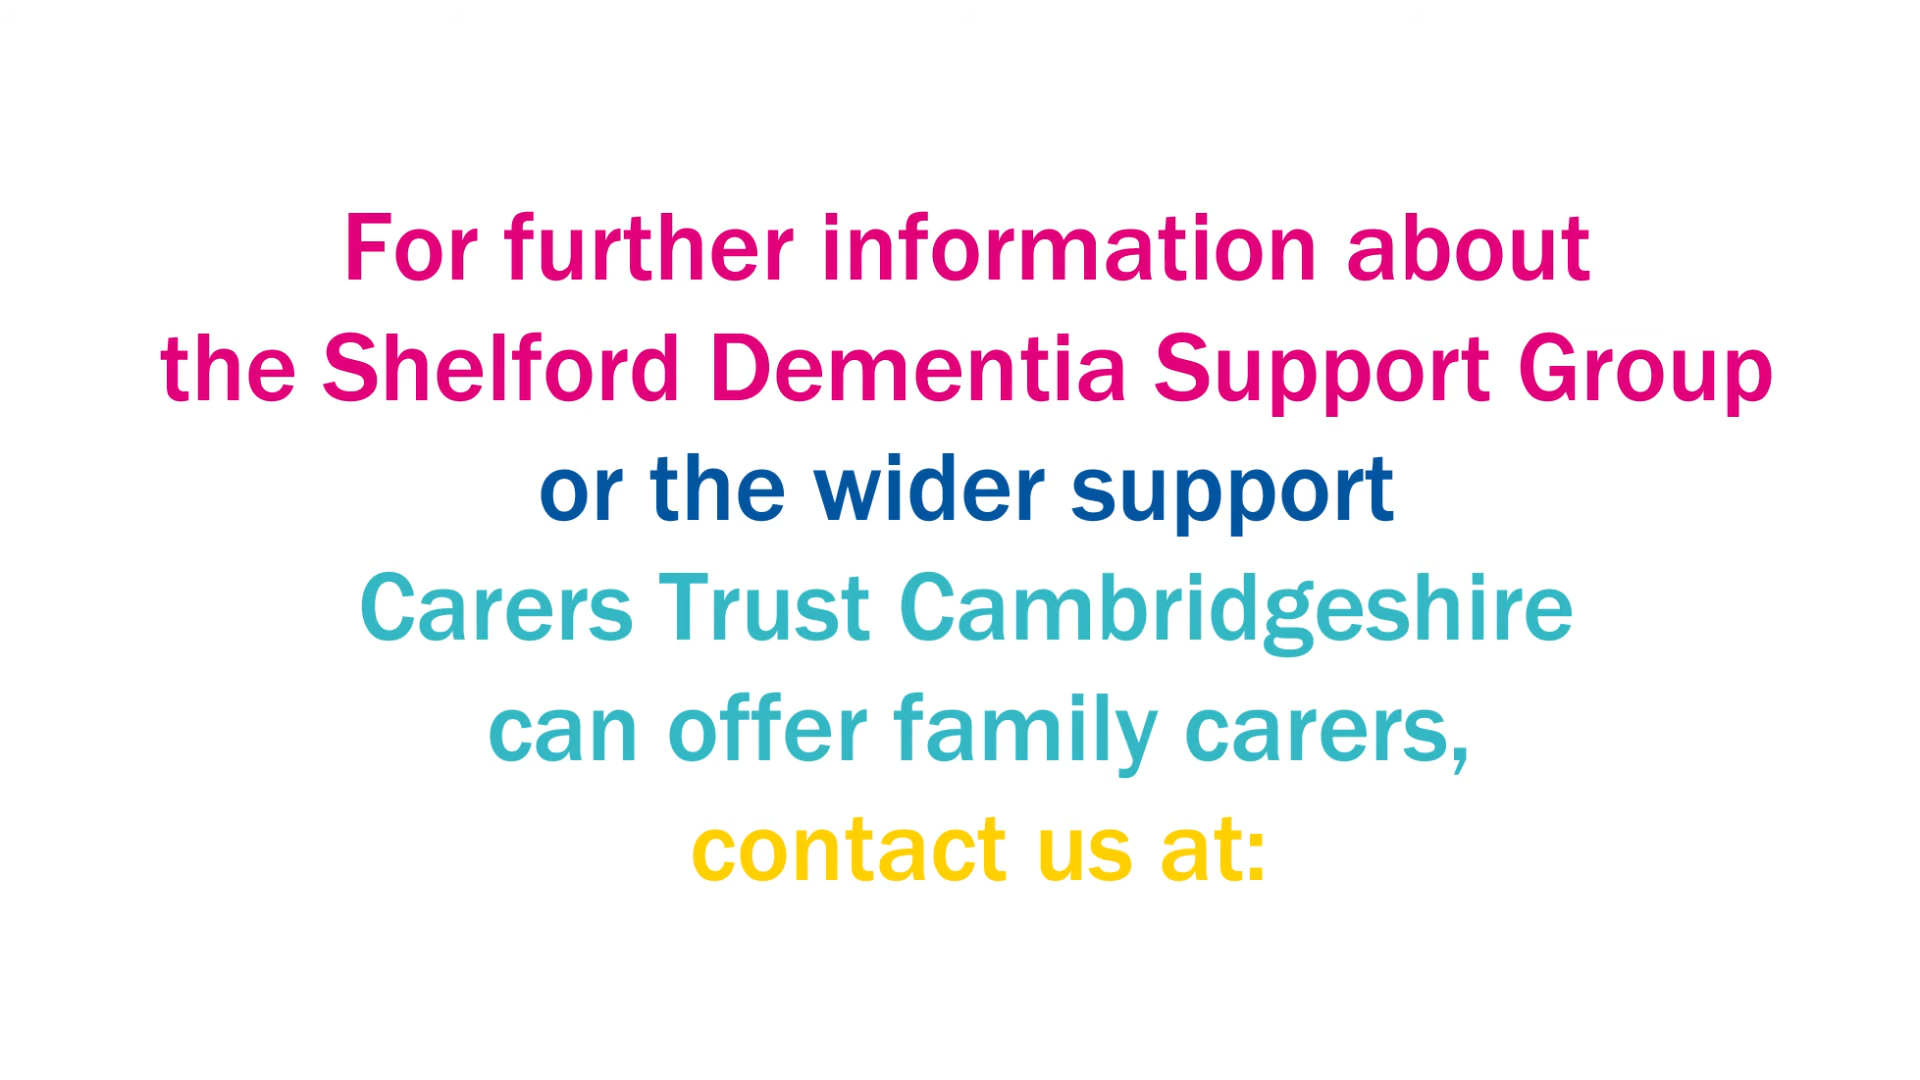 For further information about
the Shelford Dementia Support Group
or the wider support
Carers Trust Cambridgeshire
can offer family carers,
contact us at: